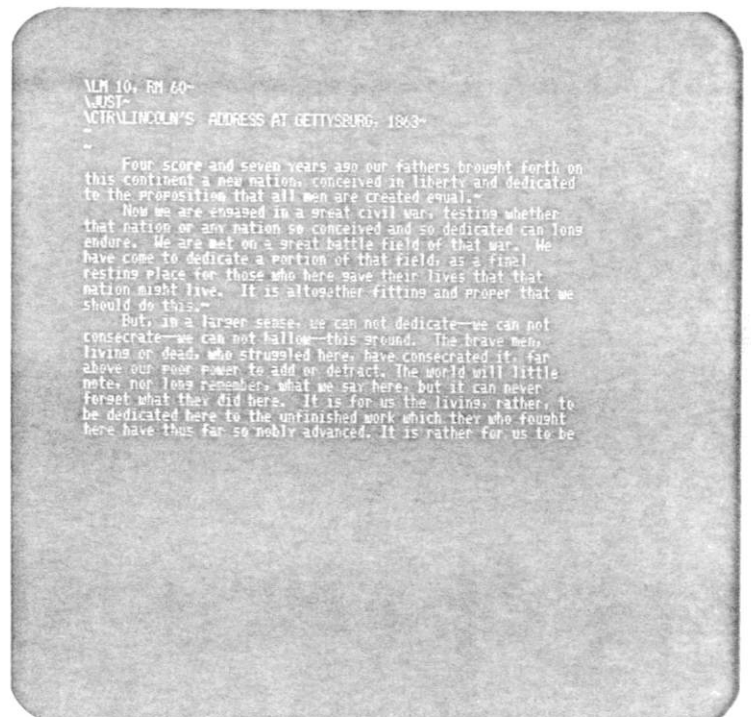 \LM 10, RM 60~
\JUST~
\CTR\LINCOLN'S  ADDRESS AT GETTYSBURG, 1863~
~
~
Four score and seven years ago our fathers brought forth on
this continent a new nation, conceived in liberty and dedicated
to the proposition that all men are created equal.~
Now we are engaged in a great civil war, testing whether
that nation or any nation so conceived and so dedicated can long
endure.  We are met on a great battle field of that war.  We
have come to dedicate a portion of that field, as a final
resting place for those who here gave their lives that that
nation might live.  It is altogether fitting and proper that we
should do this.~
But, in a larger sense, we can not dedicate—we can not
consecrate—we can not hallow—this ground.  The brave men,
living or dead, who struggled here, have consecrated it, far
above our poor power to add or detract. The world will little
note, nor long remember, what we say here, but it can never
forget what they did here.  It is for us the living, rather, to
be dedicated here to the unfinished work which they who fought
here have thus far so nobly advanced. It is rather for us to be